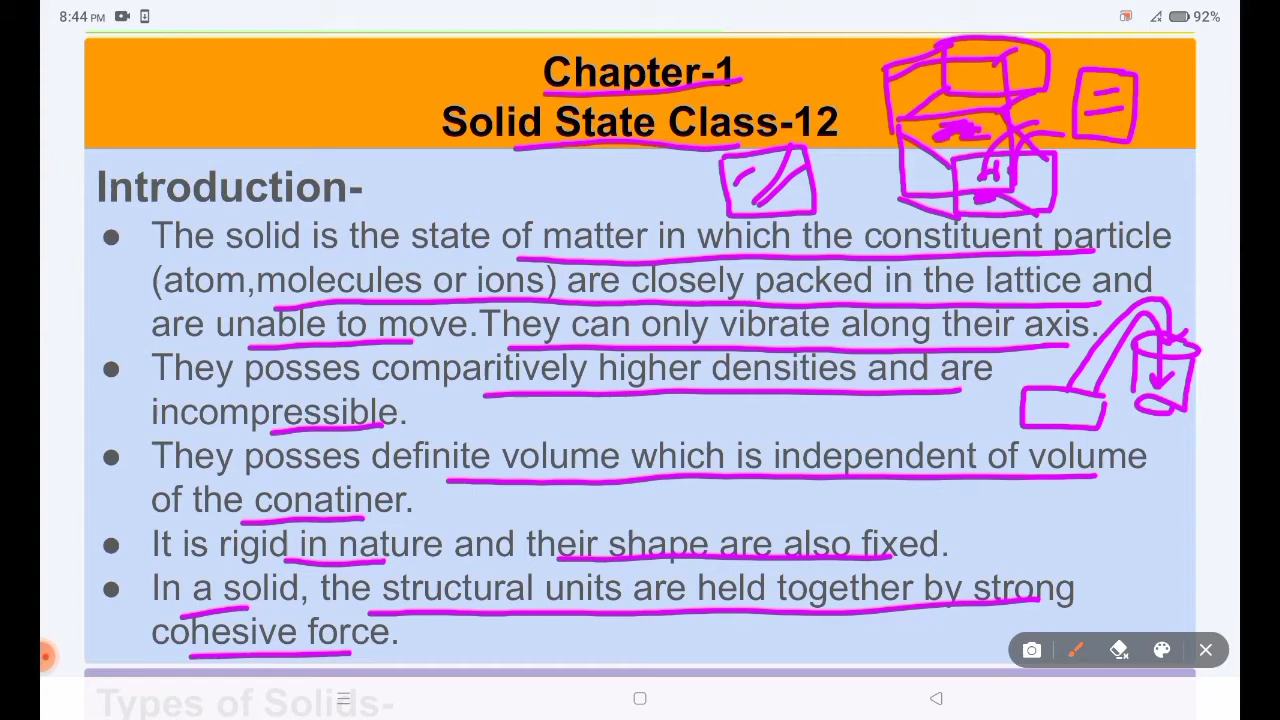 8:44 PM
92%
Chapter-1
Solid State Class-12
Introduction-
● The solid is the state of matter in which the constituent particle
(atom,molecules or ions) are closely packed in the lattice and
are unable to move.They can only vibrate along their axis.
● They posses comparitively higher densities and are
incompressible.
● They posses definite volume which is independent of volume
of the conatiner.
● It is rigid in nature and their shape are also fixed.
● In a solid, the structural units are held together by strong
cohesive force.
Types of Solids-